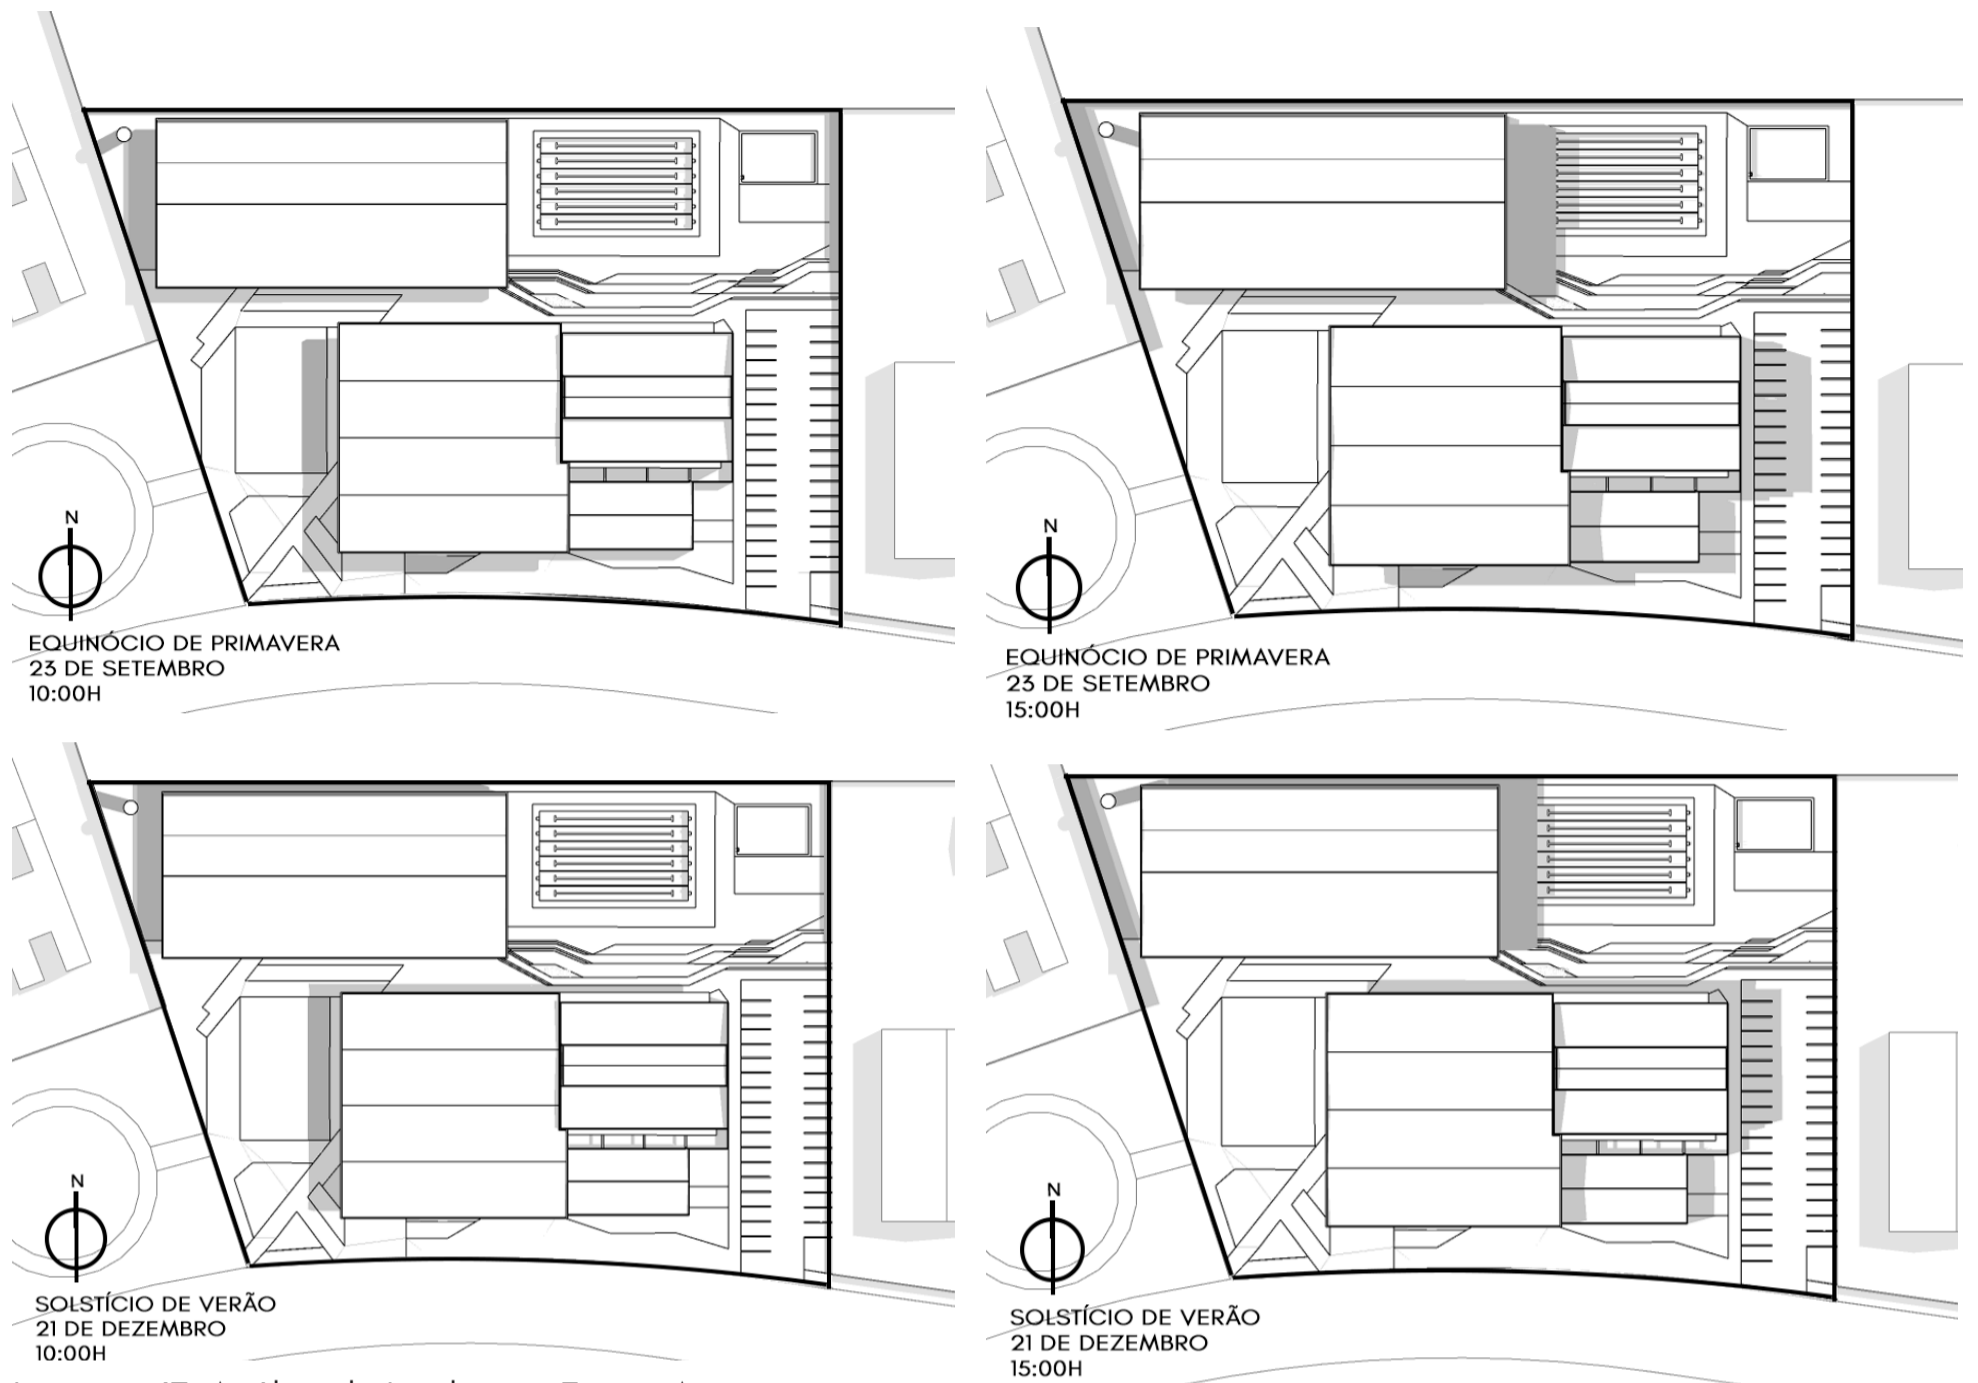 N
EQUINÓCIO DE PRIMAVERA
23 DE SETEMBRO
10:00H
N
EQUINÓCIO DE PRIMAVERA
23 DE SETEMBRO
15:00H
N
SOLSTÍCIO DE VERÃO
21 DE DEZEMBRO
10:00H
N
SOLSTÍCIO DE VERÃO
21 DE DEZEMBRO
15:00H